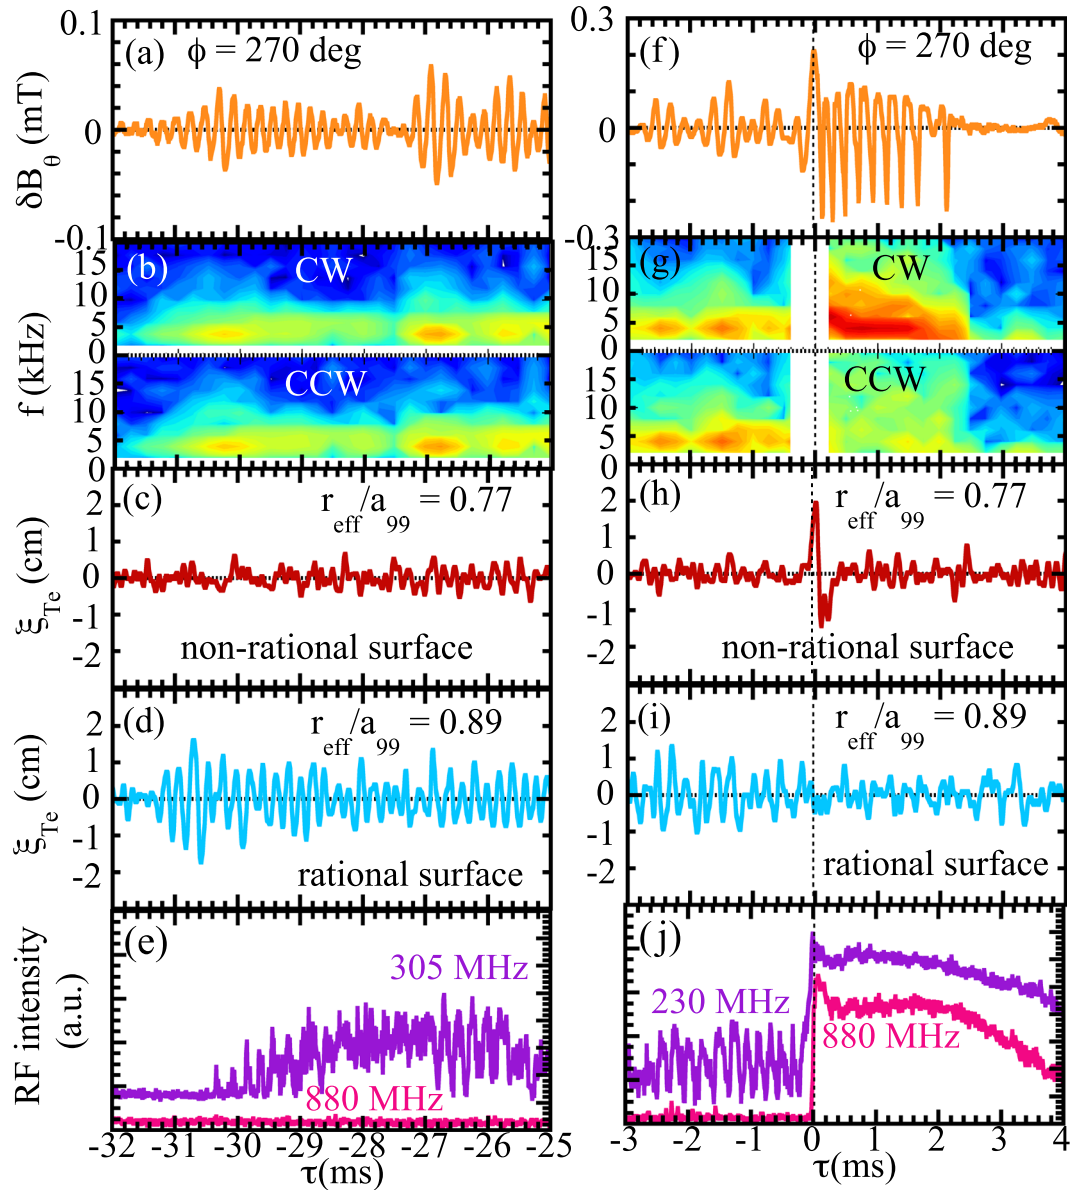 0.1
0
-0.1
δBθ (mT)
(a) ϕ = 270 deg
15
10
5
0
15
10
5
0
f (kHz)
(b) CW
CCW
2
1
0
-1
-2
ξTe (cm)
(c) reff/a99 = 0.77
non-rational surface
2
1
0
-1
-2
ξTe (cm)
(d) reff/a99 = 0.89
rational surface
RF intensity
(a.u.)
(e)
305 MHz
880 MHz
-32 -31 -30 -29 -28 -27 -26 -25
τ(ms)
0.3
0
-0.3
(f) ϕ = 270 deg
15
10
5
0
15
10
5
0
(g) CW
CCW
2
1
0
-1
-2
(h) reff/a99 = 0.77
non-rational surface
2
1
0
-1
-2
(i) reff/a99 = 0.89
rational surface
(j)
230 MHz
880 MHz
-3 -2 -1 0 1 2 3 4
τ(ms)